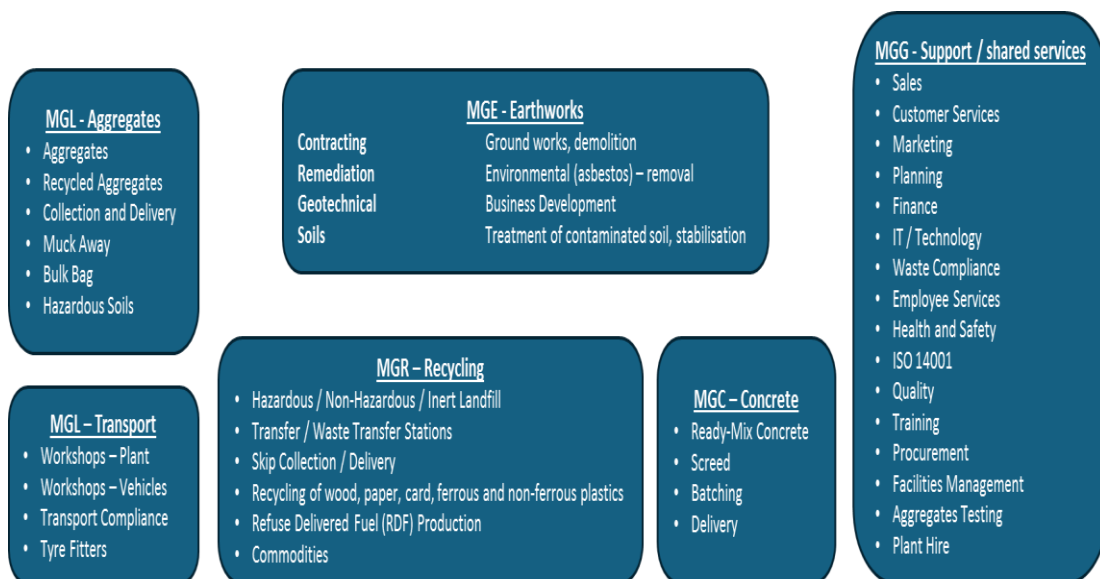 MGL - Aggregates
• Aggregates
• Recycled Aggregates
• Collection and Delivery
• Muck Away
• Bulk Bag
• Hazardous Soils
MGE - Earthworks
Contracting Ground works, demolition
Remediation Environmental (asbestos) – removal
Geotechnical Business Development
Soils Treatment of contaminated soil, stabilisation
MGG - Support / shared services
• Sales
• Customer Services
• Marketing
• Planning
• Finance
• IT / Technology
• Waste Compliance
• Employee Services
• Health and Safety
• ISO 14001
• Quality
• Training
• Procurement
• Facilities Management
• Aggregates Testing
• Plant Hire
MGL – Transport
• Workshops – Plant
• Workshops – Vehicles
• Transport Compliance
• Tyre Fitters
MGR – Recycling
• Hazardous / Non-Hazardous / Inert Landfill
• Transfer / Waste Transfer Stations
• Skip Collection / Delivery
• Recycling of wood, paper, card, ferrous and non-ferrous plastics
• Refuse Delivered Fuel (RDF) Production
• Commodities
MGC – Concrete
• Ready-Mix Concrete
• Screed
• Batching
• Delivery